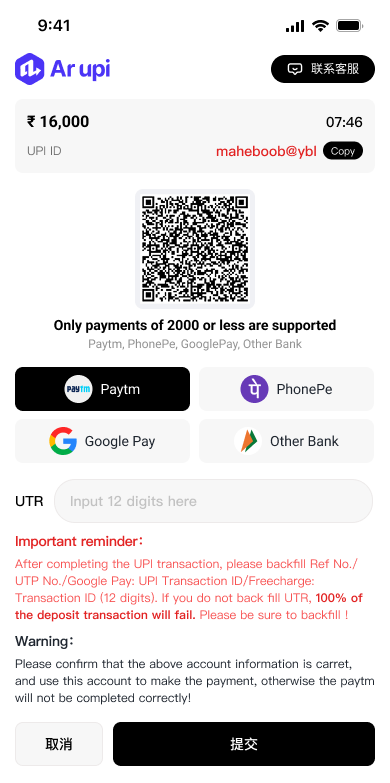 9:41
Ar upi
联系客服
₹ 16,000
07:46
UPI ID
maheboob@ybl
Copy
Only payments of 2000 or less are supported
Paytm, PhonePe, GooglePay, Other Bank
Paytm
Paytm
पे
PhonePe
Google Pay
Other Bank
UTR
Input 12 digits here
Important reminder：
After completing the UPI transaction, please backfill Ref No./
UTP No./Google Pay: UPI Transaction ID/Freecharge:
Transaction ID (12 digits). If you do not back fill UTR, 100% of
the deposit transaction will fail. Please be sure to backfill！
Warning：
Please confirm that the above account information is carret,
and use this account to make the payment, otherwise the paytm
will not be completed correctly!
取消
提交